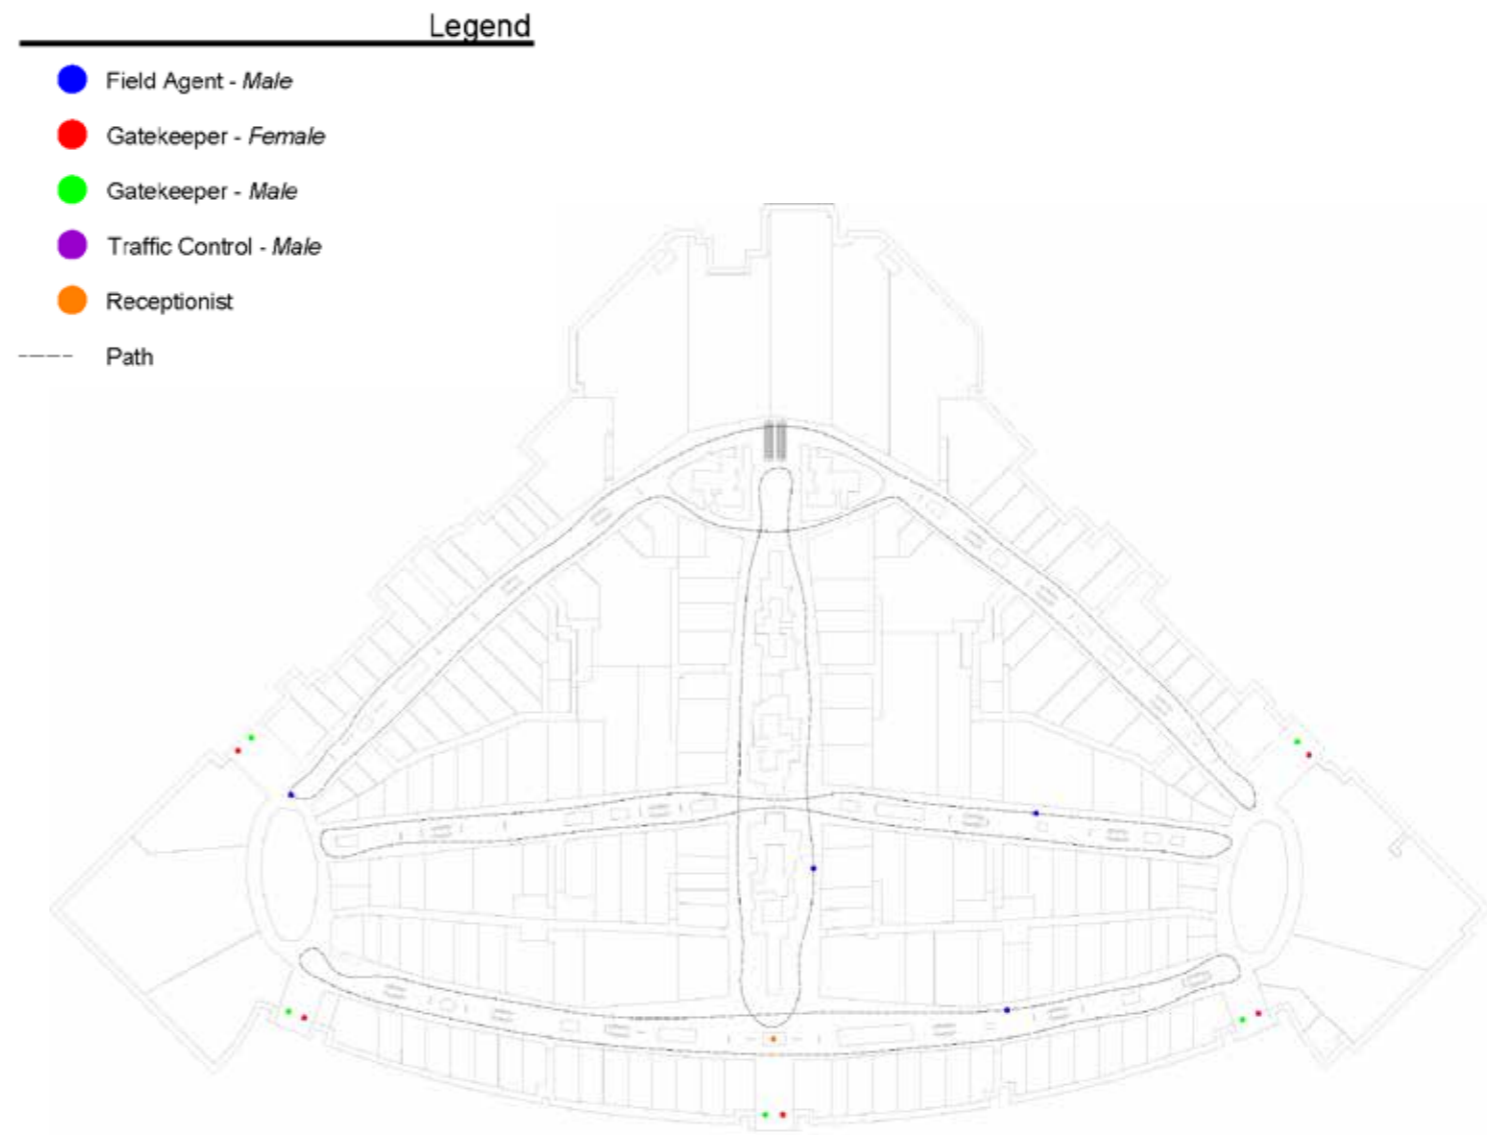 Legend
Field Agent - Male
Gatekeeper - Female
Gatekeeper - Male
Traffic Control - Male
Receptionist
Path